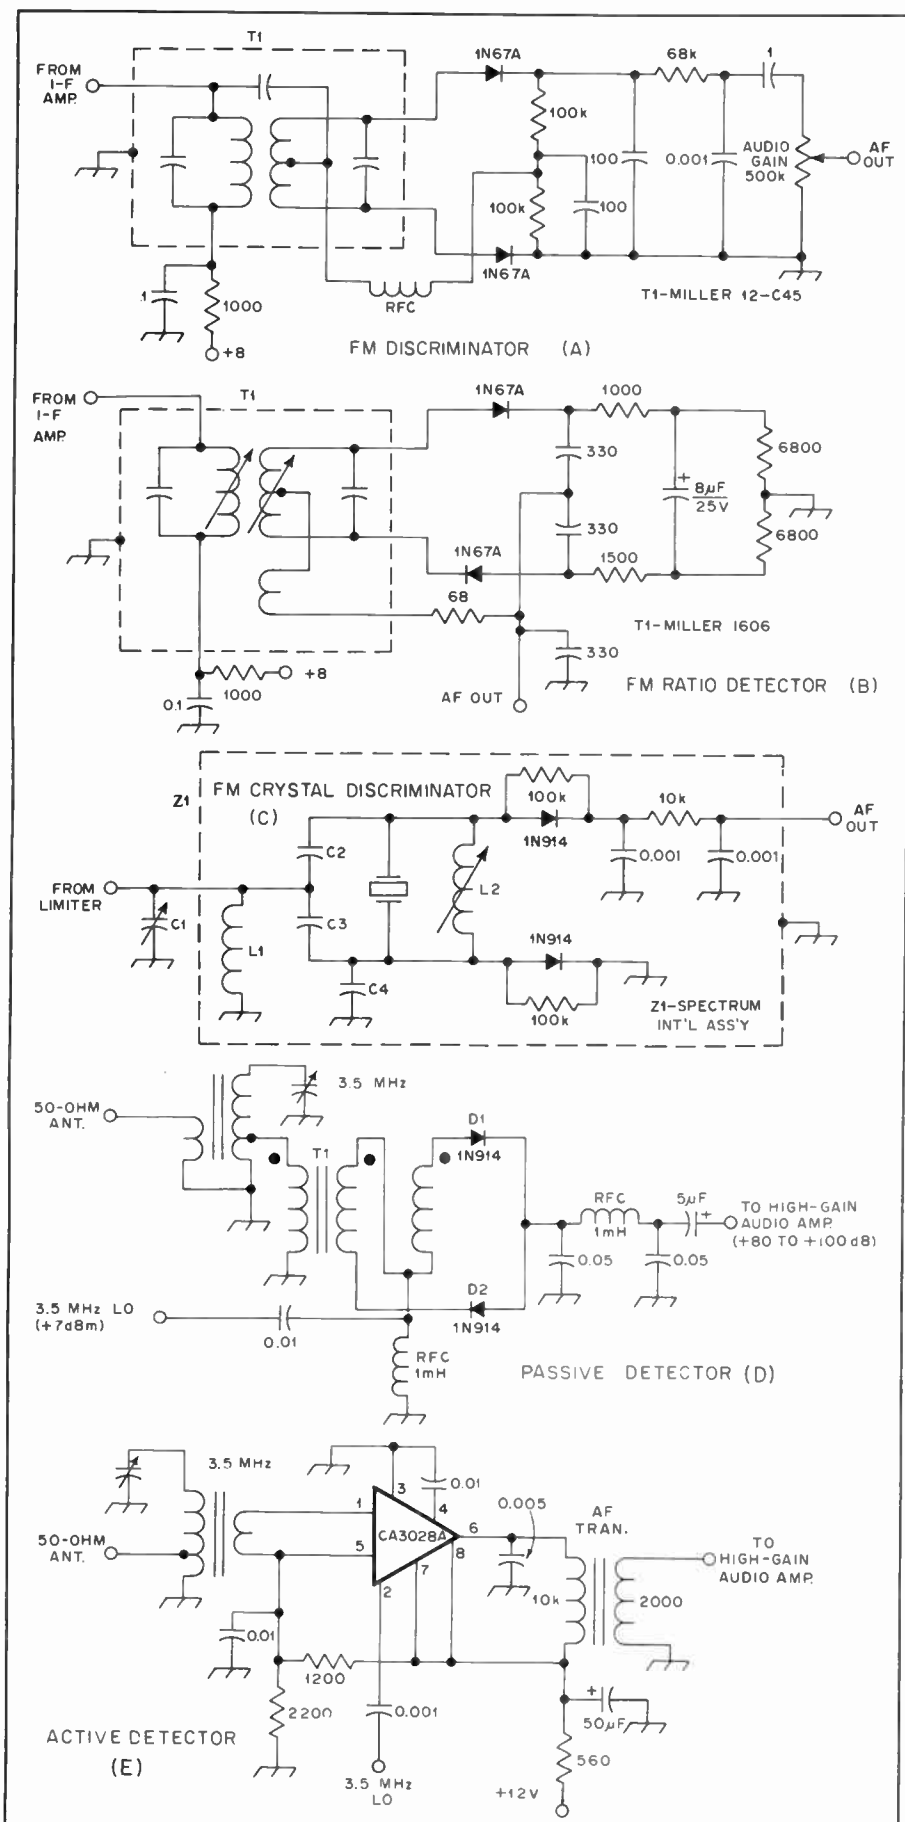 T1
FROM
I-F
AMP.
1N67A
68k
1
100k
100
0.001
AUDIO
GAIN
500k
AF
OUT
100k
100
1N67A
RFC
.1
1000
+8
T1-MILLER 12-C45
FM DISCRIMINATOR (A)
T1
FROM
I-F
AMP.
1N67A
1000
330
6800
+
8µF
25V
330
6800
1N67A
1500
68
T1-MILLER 1606
330
1000
+8
0.1
AF OUT
FM RATIO DETECTOR (B)
Z1
FM CRYSTAL DISCRIMINATOR
(C)
100k
1N914
10k
AF
OUT
C2
0.001
0.001
FROM
LIMITER
L2
C1
C3
L1
1N914
C4
100k
Z1-SPECTRUM
INT'L ASS'Y
3.5 MHz
50-OHM
ANT.
D1
1N914
T1
RFC
1mH
5µF
+
TO HIGH-GAIN
AUDIO AMP.
(+80 TO +100dB)
0.05
0.05
D2
1N914
3.5 MHz LO
(+7dBm)
0.01
RFC
1mH
PASSIVE DETECTOR (D)
3.5 MHz
3
0.01
1
4
0.005
AF
TRAN.
CA3028A
6
TO
HIGH-GAIN
AUDIO AMP.
50-OHM
ANT.
5
8
7
2
10k
2000
0.01
1200
2200
0.001
+
50µF
ACTIVE DETECTOR
(E)
560
3.5 MHz
LO
+12V